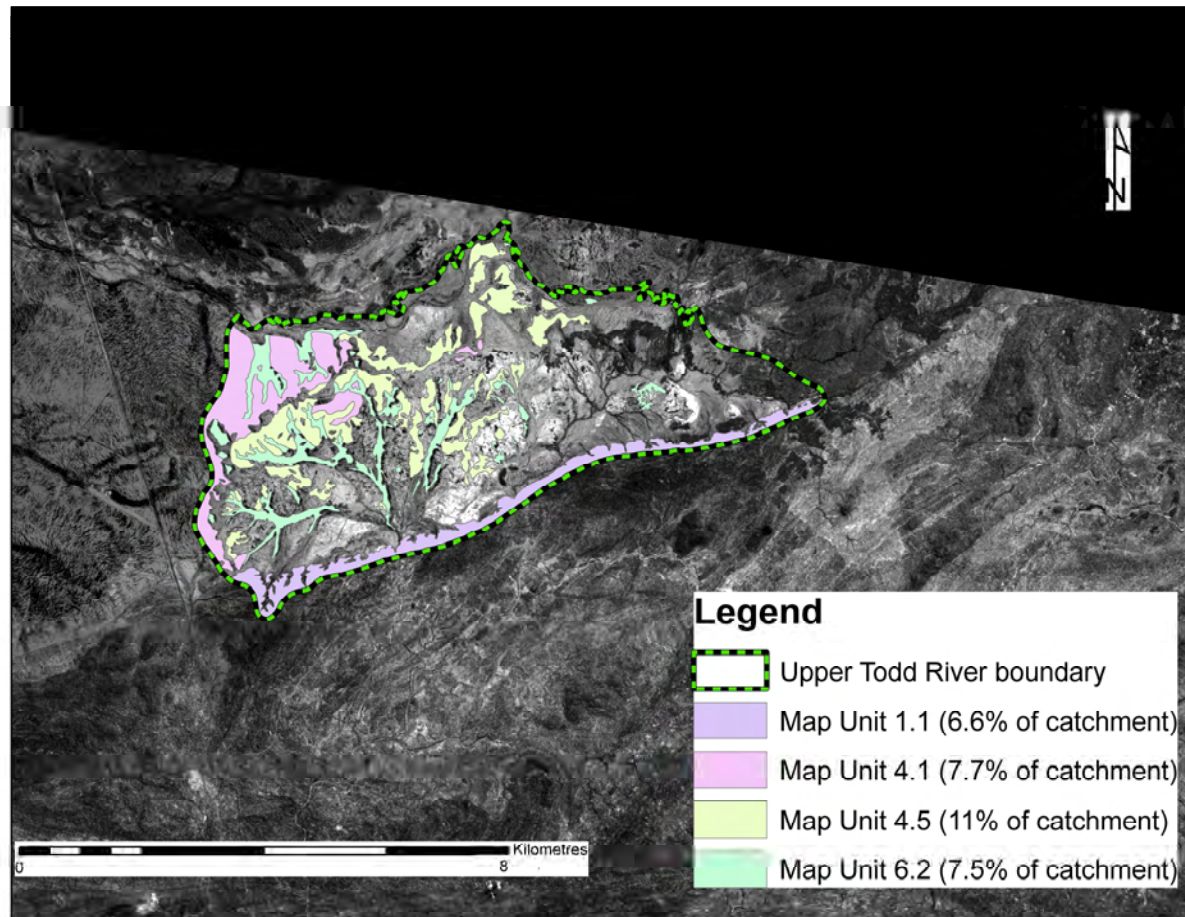 N
Legend
Upper Todd River boundary
Map Unit 1.1 (6.6% of catchment)
Map Unit 4.1 (7.7% of catchment)
Map Unit 4.5 (11% of catchment)
Map Unit 6.2 (7.5% of catchment)
Kilometres
0 8